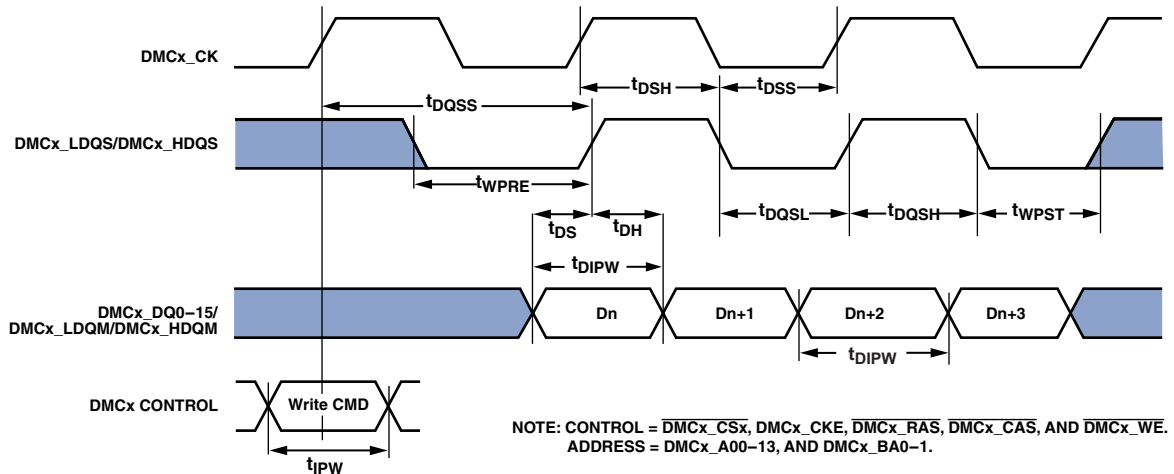 DMCx_CK
tDSH
tDSS
tDQSS
DMCx_LDQS/DMCx_HDQS
tWPRE
tDS
tDH
tDQSL
tDQSH
tWPST
tDIPW
DMCx_DQ0–15/
DMCx_LDQM/DMCx_HDQM
Dn
Dn+1
Dn+2
Dn+3
tDIPW
DMCx CONTROL
Write CMD
tIPW
NOTE: CONTROL = DMCx_CSx, DMCx_CKE, DMCx_RAS, DMCx_CAS, AND DMCx_WE.
ADDRESS = DMCx_A00-13, AND DMCx_BA0-1.